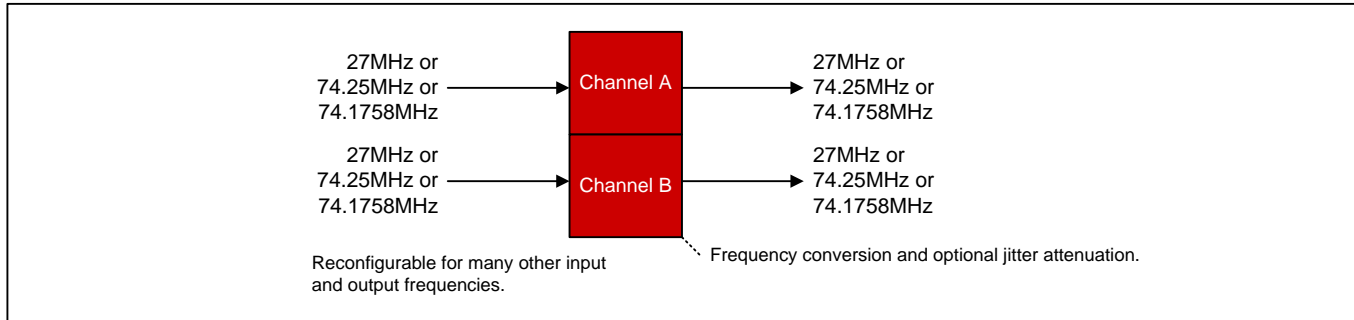 27MHz or
74.25MHz or
74.1758MHz
Channel A
27MHz or
74.25MHz or
74.1758MHz
27MHz or
74.25MHz or
74.1758MHz
Channel B
27MHz or
74.25MHz or
74.1758MHz
Reconfigurable for many other input
and output frequencies.
Frequency conversion and optional jitter attenuation.